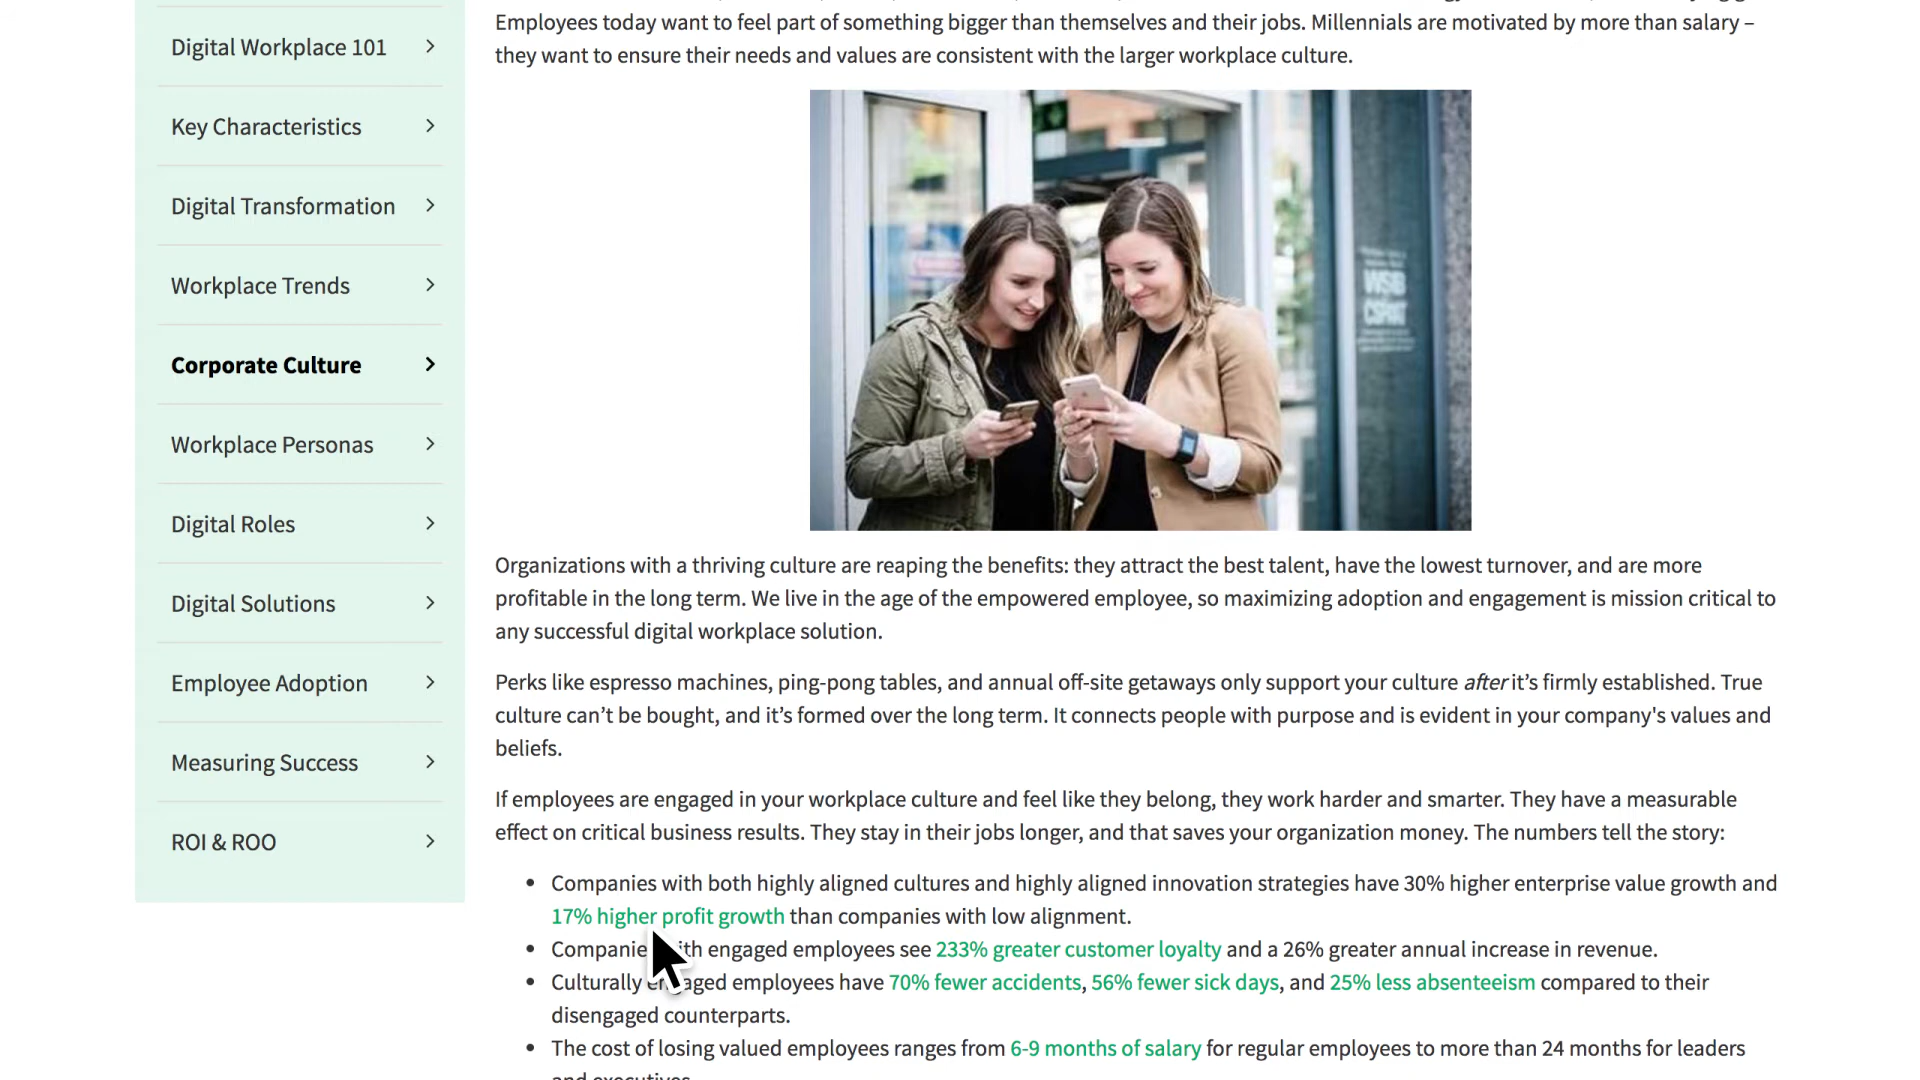 Digital Workplace 101
Key Characteristics
Digital Transformation
Workplace Trends
Corporate Culture
Workplace Personas
Digital Roles
Digital Solutions
Employee Adoption
Measuring Success
ROI & ROO
Employees today want to feel part of something bigger than themselves and their jobs. Millennials are motivated by more than salary –
they want to ensure their needs and values are consistent with the larger workplace culture.
Organizations with a thriving culture are reaping the benefits: they attract the best talent, have the lowest turnover, and are more
profitable in the long term. We live in the age of the empowered employee, so maximizing adoption and engagement is mission critical to
any successful digital workplace solution.
Perks like espresso machines, ping-pong tables, and annual off-site getaways only support your culture after it’s firmly established. True
culture can’t be bought, and it’s formed over the long term. It connects people with purpose and is evident in your company's values and
beliefs.
If employees are engaged in your workplace culture and feel like they belong, they work harder and smarter. They have a measurable
effect on critical business results. They stay in their jobs longer, and that saves your organization money. The numbers tell the story:
• Companies with both highly aligned cultures and highly aligned innovation strategies have 30% higher enterprise value growth and
17% higher profit growth than companies with low alignment.
• Companies with engaged employees see 233% greater customer loyalty and a 26% greater annual increase in revenue.
• Culturally engaged employees have 70% fewer accidents, 56% fewer sick days, and 25% less absenteeism compared to their
disengaged counterparts.
• The cost of losing valued employees ranges from 6-9 months of salary for regular employees to more than 24 months for leaders
and executives.